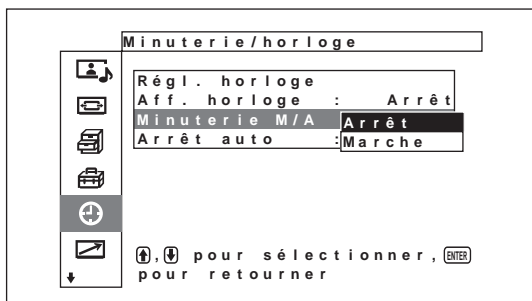 Minuterie/horloge
Régl. horloge
Aff. horloge : Arrêt
Minuterie M/A Arrêt
Arrêt auto : Marche
, pour sélectionner, ENTER
pour retourner